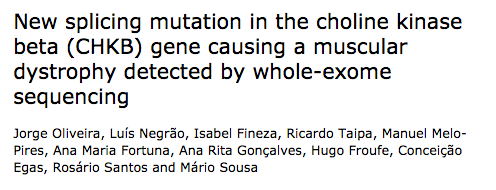 New splicing mutation in the choline kinase
beta (CHKB) gene causing a muscular
dystrophy detected by whole-exome
sequencing
Jorge Oliveira, Luís Negrão, Isabel Fineza, Ricardo Taipa, Manuel Melo-
Pires, Ana Maria Fortuna, Ana Rita Gonçalves, Hugo Froufe, Conceição
Egas, Rosário Santos and Mário Sousa